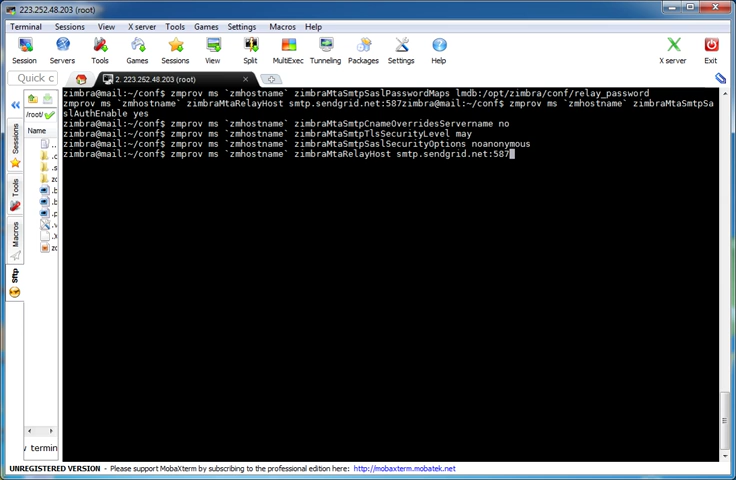 223.252.48.203
Terminal Sessions View X server Tools Games Settings Macros Help
Session Servers Tools Games Sessions View Split MultiExec Tunneling Packages Settings Help X server Exit
Quick c
2. 223.252.48.203 (root)
/root/
Name
Sessions
Tools
Macros
Sftp
zimbra@mail:~/conf$ zmprov ms `zmhostname` zimbraMtaSmtpSaslPasswordMaps lmdb:/opt/zimbra/conf/relay_password
zmprov ms `zmhostname` zimbraMtaRelayHost smtp.sendgrid.net:587zimbra@mail:~/conf$ zmprov ms `zmhostname` zimbraMtaSmtpSa
slAuthEnable yes
zimbra@mail:~/conf$ zmprov ms `zmhostname` zimbraMtaSmtpCnameOverridesServername no
zimbra@mail:~/conf$ zmprov ms `zmhostname` zimbraMtaSmtpTlsSecurityLevel may
zimbra@mail:~/conf$ zmprov ms `zmhostname` zimbraMtaSmtpSaslSecurityOptions noanonymous
zimbra@mail:~/conf$ zmprov ms `zmhostname` zimbraMtaRelayHost smtp.sendgrid.net:587
termin
UNREGISTERED VERSION - Please support MobaXterm by subscribing to the professional edition here: http://mobaxterm.mobatek.net